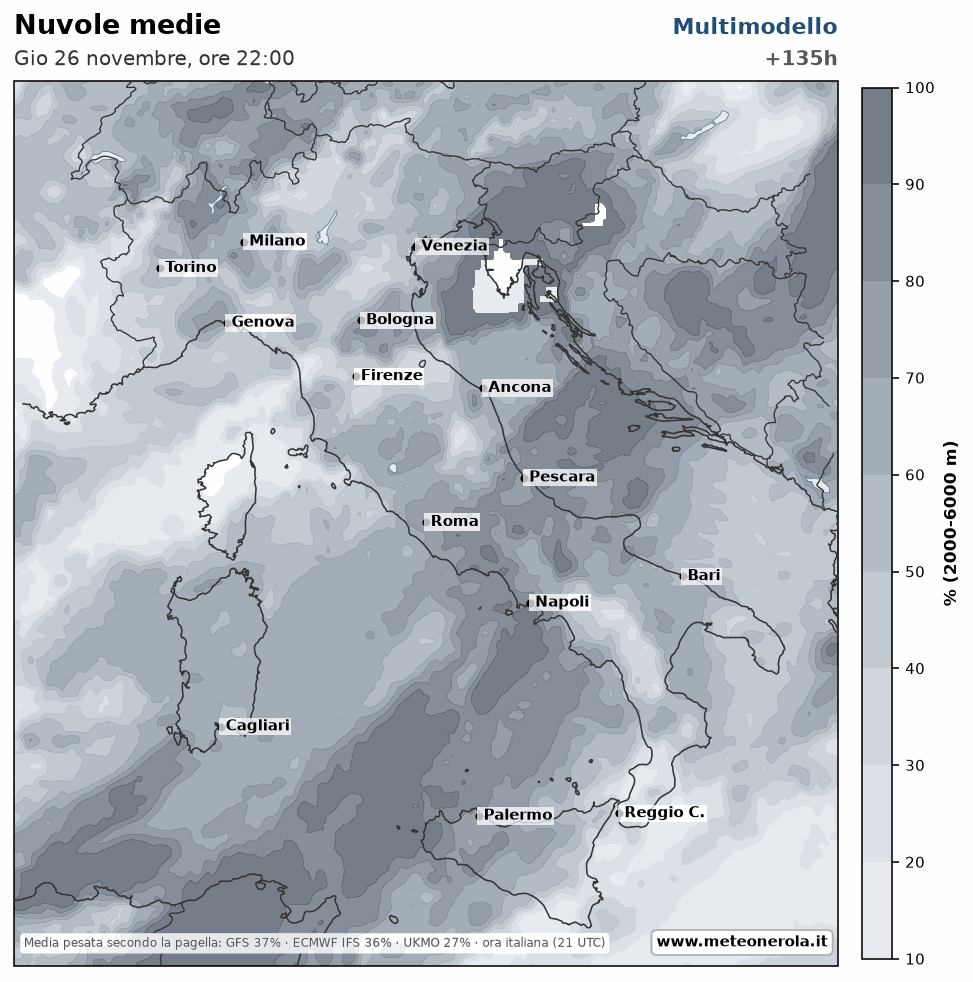 Nuvole medie
Multimodello
Gio 26 novembre, ore 22:00
+135h
100
90
80
70
60
50
40
30
20
10
% (2000-6000 m)
Milano
Venezia
Torino
Genova
Bologna
Firenze
Ancona
Pescara
Roma
Bari
Napoli
Cagliari
Palermo
Reggio C.
Media pesata secondo la pagella: GFS 37% · ECMWF IFS 36% · UKMO 27% · ora italiana (21 UTC)
www.meteonerola.it